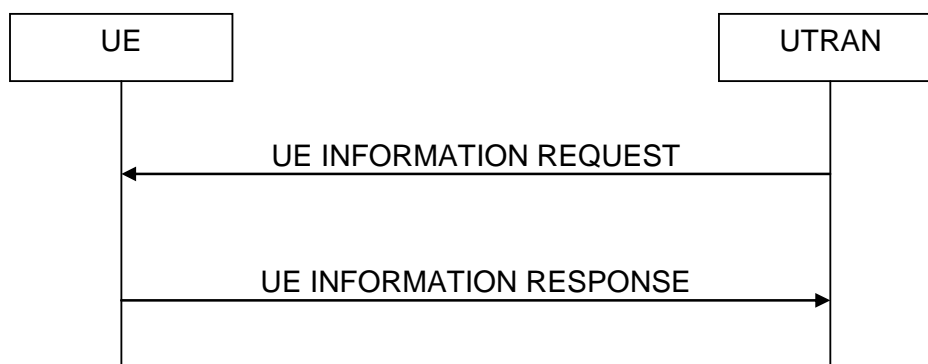 UE
UTRAN
UE INFORMATION REQUEST
UE INFORMATION RESPONSE